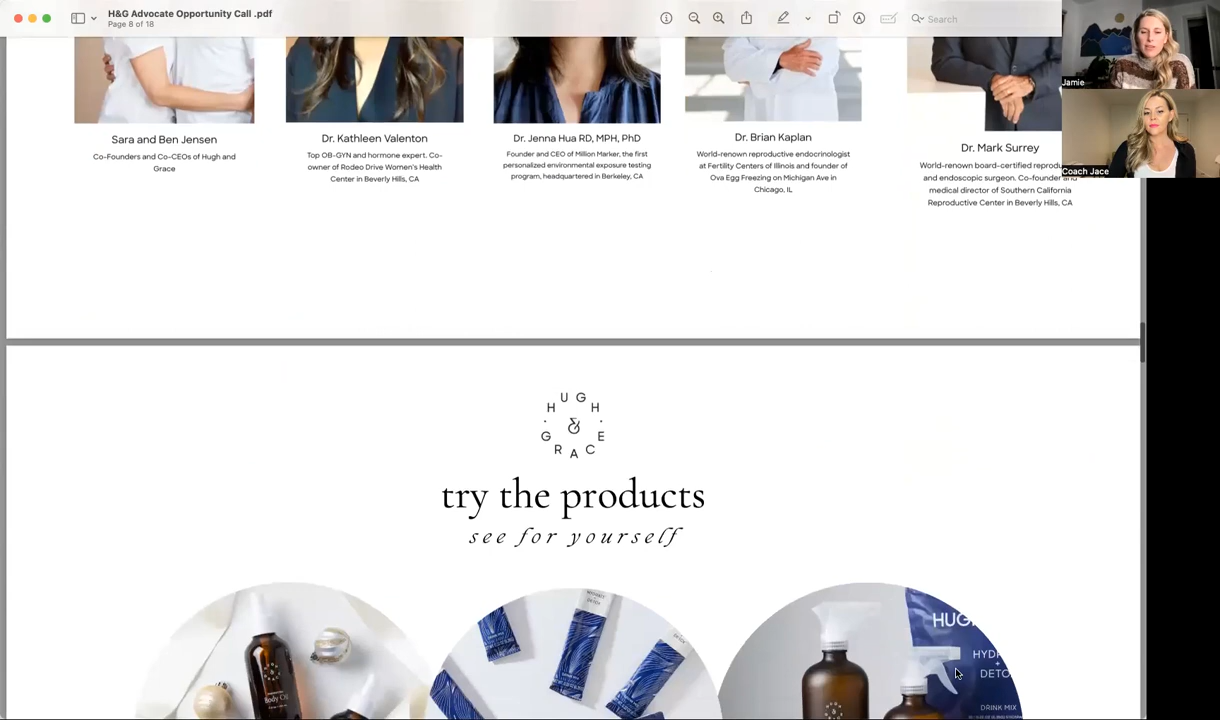 H&G Advocate Opportunity Call .pdf
Page 8 of 18
Search
Jamie
Coach Jace
Sara and Ben Jensen
Co-Founders and Co-CEOs of Hugh and
Grace
Dr. Kathleen Valenton
Top OB-GYN and hormone expert. Co-
owner of Rodeo Drive Women's Health
Center in Beverly Hills, CA
Dr. Jenna Hua RD, MPH, PhD
Founder and CEO of Million Marker, the first
personalized environmental exposure testing
program, headquartered in Berkeley, CA
Dr. Brian Kaplan
World-renown reproductive endocrinologist
at Fertility Centers of Illinois and founder of
Ova Egg Freezing on Michigan Ave in
Chicago, IL
Dr. Mark Surrey
World-renown board-certified reprodu
and endoscopic surgeon. Co-founder and
medical director of Southern California
Reproductive Center in Beverly Hills, CA
HUGH
&
GRACE
try the products
see for yourself
Body Oil
DETOX
HUGH
HYDR
+
DETO
DRINK MIX